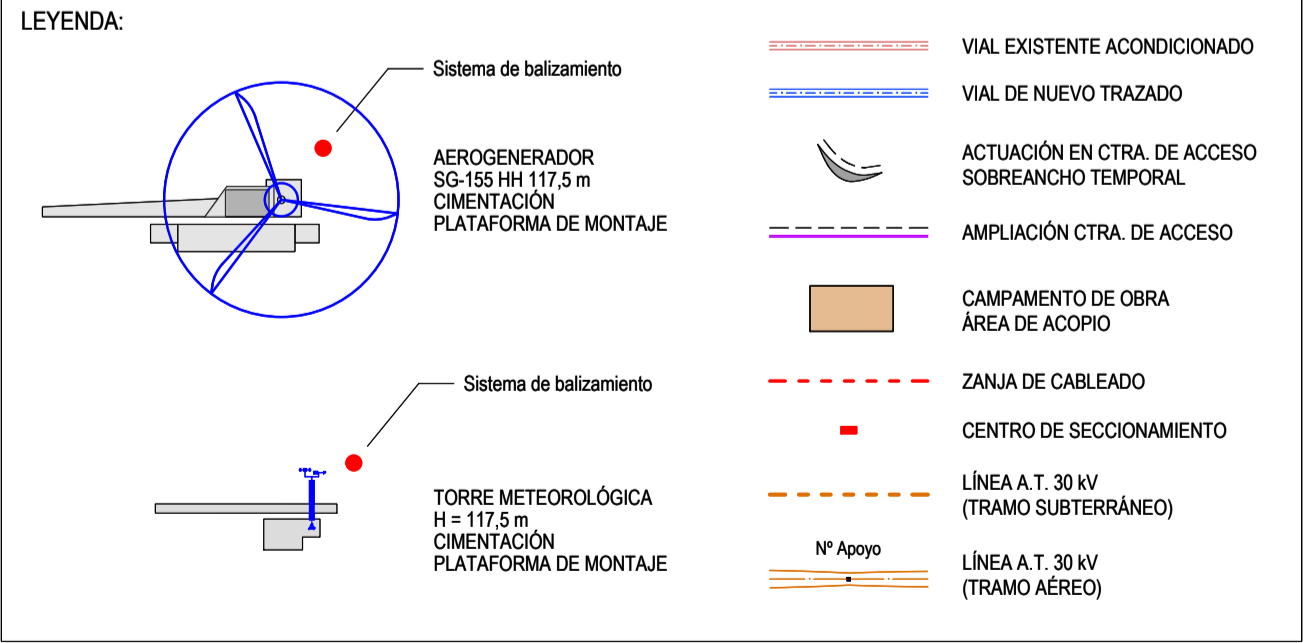 LEYENDA:
Sistema de balizamiento
AEROGENERADOR
SG-155 HH 117,5 m
CIMENTACIÓN
PLATAFORMA DE MONTAJE
Sistema de balizamiento
TORRE METEOROLÓGICA
H = 117,5 m
CIMENTACIÓN
PLATAFORMA DE MONTAJE
VIAL EXISTENTE ACONDICIONADO
VIAL DE NUEVO TRAZADO
ACTUACIÓN EN CTRA. DE ACCESO
SOBREANCHO TEMPORAL
AMPLIACIÓN CTRA. DE ACCESO
CAMPAMENTO DE OBRA
ÁREA DE ACOPIO
ZANJA DE CABLEADO
CENTRO DE SECCIONAMIENTO
LÍNEA A.T. 30 kV
(TRAMO SUBTERRÁNEO)
Nº Apoyo
LÍNEA A.T. 30 kV
(TRAMO AÉREO)